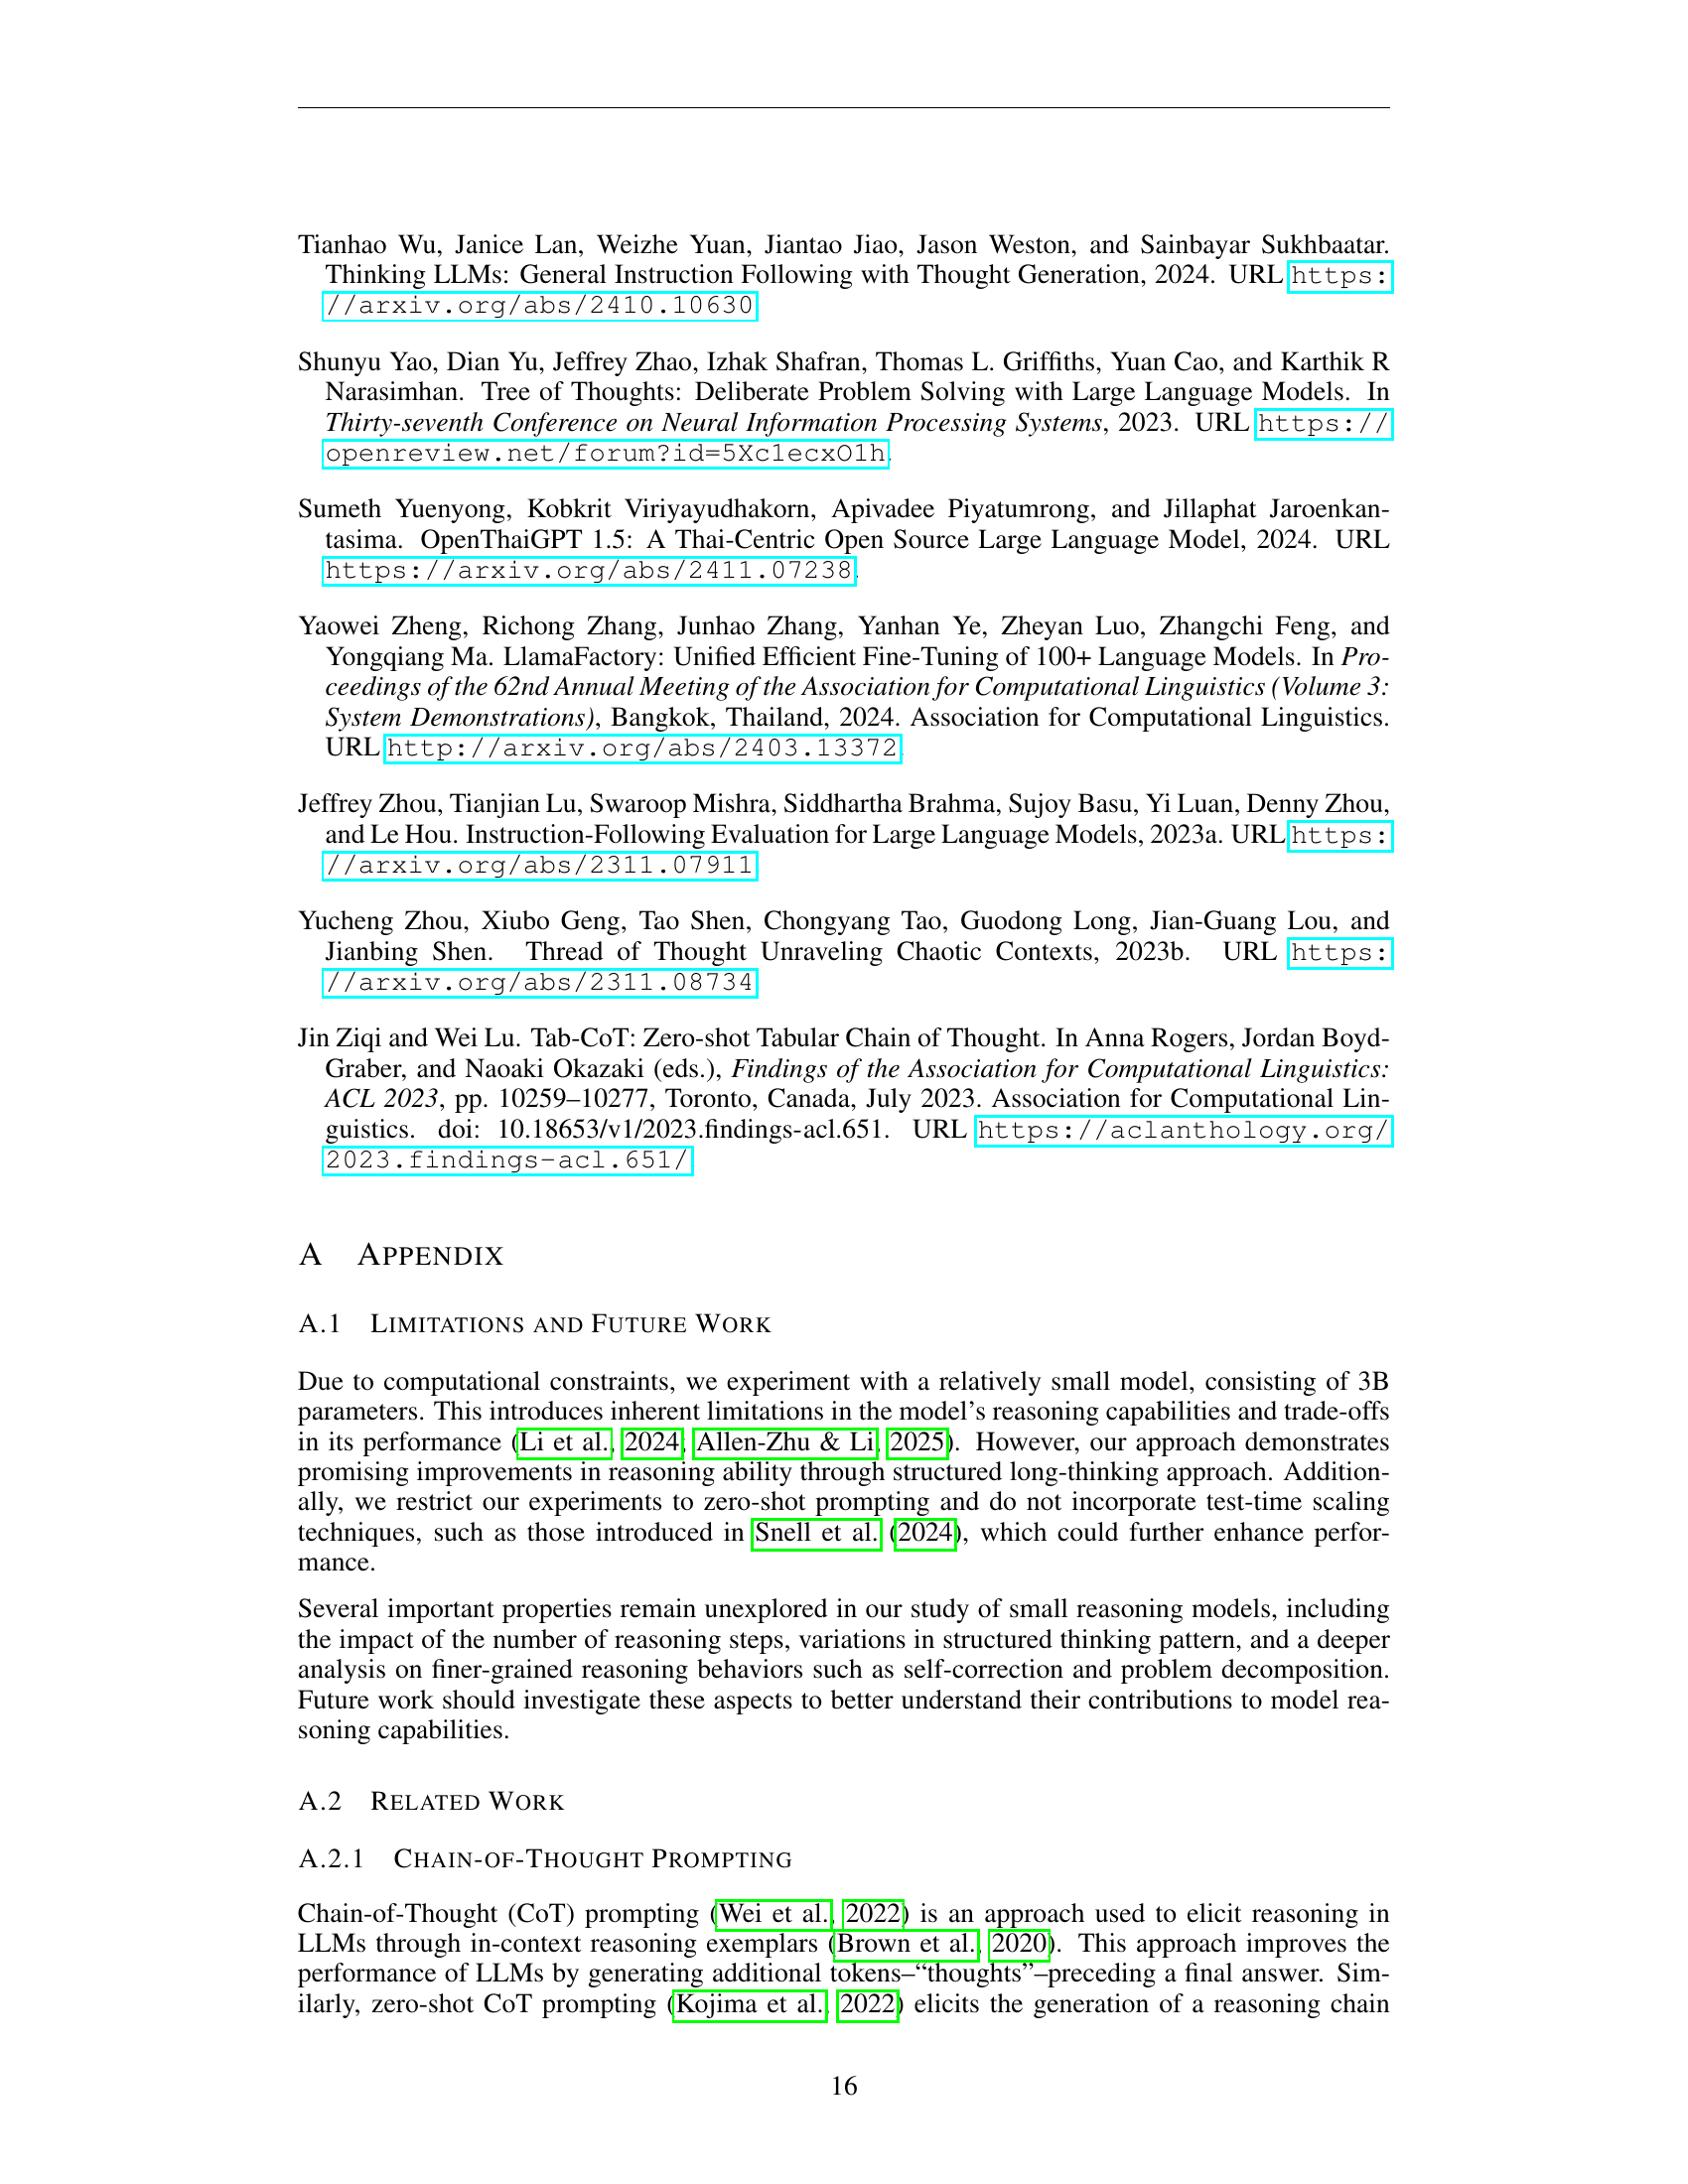 Tianhao Wu, Janice Lan, Weizhe Yuan, Jiantao Jiao, Jason Weston, and Sainbayar Sukhbaatar.
Thinking LLMs: General Instruction Following with Thought Generation, 2024. URL https:
//arxiv.org/abs/2410.10630.
Shunyu Yao, Dian Yu, Jeffrey Zhao, Izhak Shafran, Thomas L. Griffiths, Yuan Cao, and Karthik R
Narasimhan. Tree of Thoughts: Deliberate Problem Solving with Large Language Models. In
Thirty-seventh Conference on Neural Information Processing Systems, 2023. URL https://
openreview.net/forum?id=5Xc1ecxO1h.
Sumeth Yuenyong, Kobkrit Viriyayudhakorn, Apivadee Piyatumrong, and Jillaphat Jaroenkan-
tasima. OpenThaiGPT 1.5: A Thai-Centric Open Source Large Language Model, 2024. URL
https://arxiv.org/abs/2411.07238.
Yaowei Zheng, Richong Zhang, Junhao Zhang, Yanhan Ye, Zheyan Luo, Zhangchi Feng, and
Yongqiang Ma. LlamaFactory: Unified Efficient Fine-Tuning of 100+ Language Models. In Pro-
ceedings of the 62nd Annual Meeting of the Association for Computational Linguistics (Volume 3:
System Demonstrations), Bangkok, Thailand, 2024. Association for Computational Linguistics.
URL http://arxiv.org/abs/2403.13372.
Jeffrey Zhou, Tianjian Lu, Swaroop Mishra, Siddhartha Brahma, Sujoy Basu, Yi Luan, Denny Zhou,
and Le Hou. Instruction-Following Evaluation for Large Language Models, 2023a. URL https:
//arxiv.org/abs/2311.07911.
Yucheng Zhou, Xiubo Geng, Tao Shen, Chongyang Tao, Guodong Long, Jian-Guang Lou, and
Jianbing Shen. Thread of Thought Unraveling Chaotic Contexts, 2023b. URL https:
//arxiv.org/abs/2311.08734.
Jin Ziqi and Wei Lu. Tab-CoT: Zero-shot Tabular Chain of Thought. In Anna Rogers, Jordan Boyd-
Graber, and Naoaki Okazaki (eds.), Findings of the Association for Computational Linguistics:
ACL 2023, pp. 10259–10277, Toronto, Canada, July 2023. Association for Computational Lin-
guistics. doi: 10.18653/v1/2023.findings-acl.651. URL https://aclanthology.org/
2023.findings-acl.651/.
A APPENDIX
A.1 LIMITATIONS AND FUTURE WORK
Due to computational constraints, we experiment with a relatively small model, consisting of 3B
parameters. This introduces inherent limitations in the model's reasoning capabilities and trade-offs
in its performance (Li et al., 2024; Allen-Zhu & Li, 2025). However, our approach demonstrates
promising improvements in reasoning ability through structured long-thinking approach. Addition-
ally, we restrict our experiments to zero-shot prompting and do not incorporate test-time scaling
techniques, such as those introduced in Snell et al. (2024), which could further enhance perfor-
mance.
Several important properties remain unexplored in our study of small reasoning models, including
the impact of the number of reasoning steps, variations in structured thinking pattern, and a deeper
analysis on finer-grained reasoning behaviors such as self-correction and problem decomposition.
Future work should investigate these aspects to better understand their contributions to model rea-
soning capabilities.
A.2 RELATED WORK
A.2.1 CHAIN-OF-THOUGHT PROMPTING
Chain-of-Thought (CoT) prompting (Wei et al., 2022) is an approach used to elicit reasoning in
LLMs through in-context reasoning exemplars (Brown et al., 2020). This approach improves the
performance of LLMs by generating additional tokens–“thoughts”–preceding a final answer. Sim-
ilarly, zero-shot CoT prompting (Kojima et al., 2022) elicits the generation of a reasoning chain
16